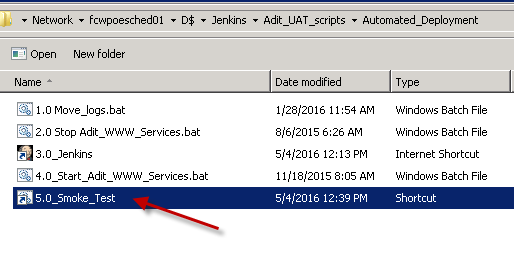 Network ▸ fcwpoesched01 ▸ D$ ▸ Jenkins ▸ Adit_UAT_scripts ▸ Automated_Deployment ▸
Open New folder
Name Date modified Type
1.0 Move_logs.bat 1/28/2016 11:54 AM Windows Batch File
2.0 Stop Adit_WWW_Services.bat 8/6/2015 6:26 AM Windows Batch File
3.0_Jenkins 5/4/2016 12:13 PM Internet Shortcut
4.0_Start_Adit_WWW_Services.bat 11/18/2015 8:05 AM Windows Batch File
5.0_Smoke_Test 5/4/2016 12:39 PM Shortcut